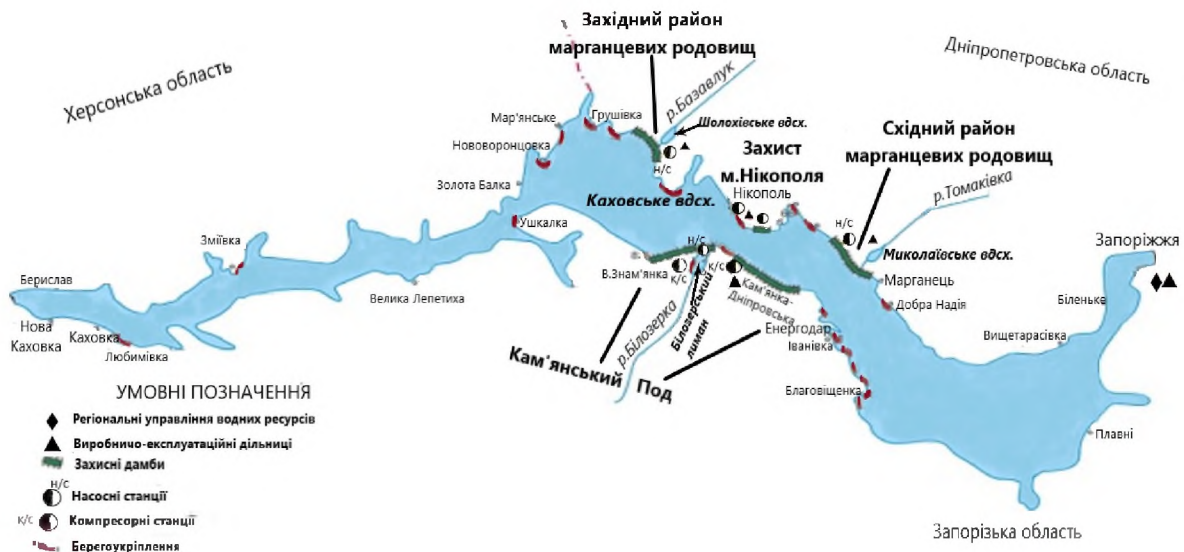 Західний район
марганцевих родовищ
Дніпропетровська область
Херсонська область
р.Базавлук
Мар'янське
Грушівка
Шолохівське вдсх.
Східний район
марганцевих родовищ
Нововоронцовка
н/с
Захист
м.Нікополя
Золота Балка
Нікополь
р.Томаківка
Каховське вдсх.
Ушкалка
н/с
н/с
Зміївка
Запоріжжя
Миколаївське вдсх.
Берислав
В.Знам'янка
к/с
к/с
Марганець
Велика Лепетиха
Кам'янка-
Дніпровська
Біленьке
Добра Надія
Нова
Каховка
Каховка
Любимівка
р.Білозерка
Білозерський
лиман
Енергодар
Іванівка
Вищетарасівка
Кам'янський Под
Благовіщенка
Плавні
УМОВНІ ПОЗНАЧЕННЯ
Регіональні управління водних ресурсів
Виробничо-експлуатаційні дільниці
Захисні дамби
н/с
Насосні станції
к/с Компресорні станції
Берегоукріплення
Запорізька область